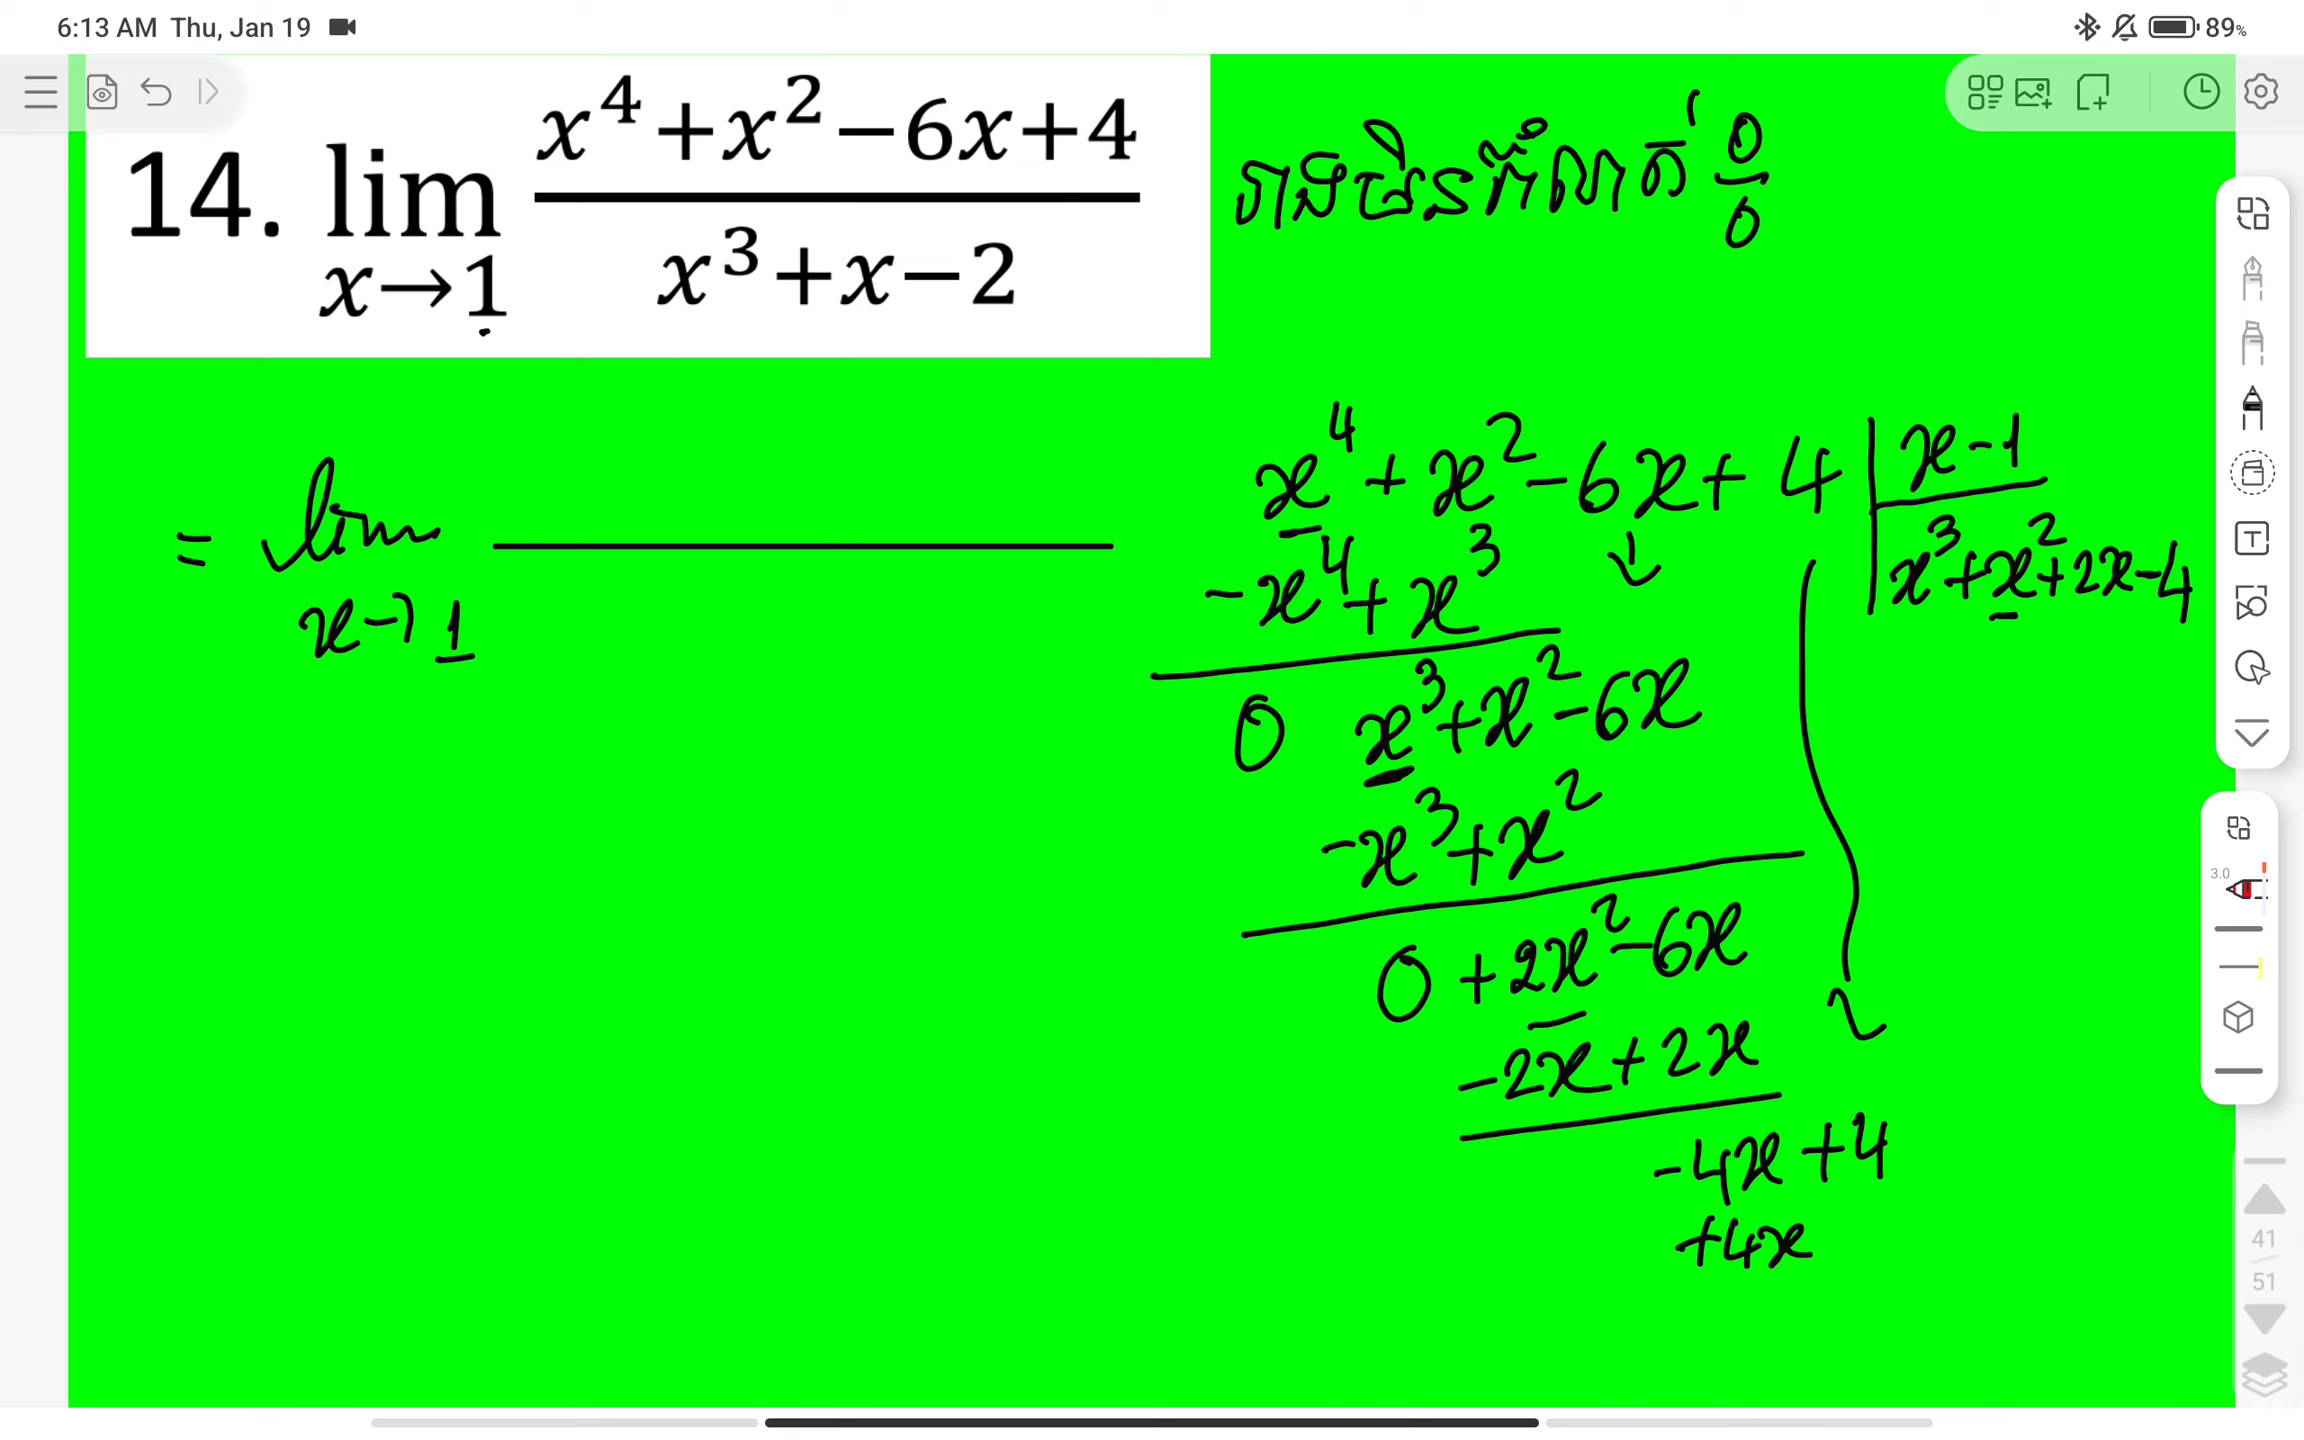 6:13 AM Thu, Jan 19
89%
14. lim x→1 (x⁴+x²−6x+4)/(x³+x−2)
រាងមិនកំណត់ 0/0
= lim x→1
x⁴ + x² - 6x + 4 | x - 1
-x⁴ + x³ | x³ + x² + 2x - 4
0 x³ + x² - 6x
-x³ + x²
0 + 2x² - 6x
-2x + 2x
-4x + 4
+4x
3.0
41
51